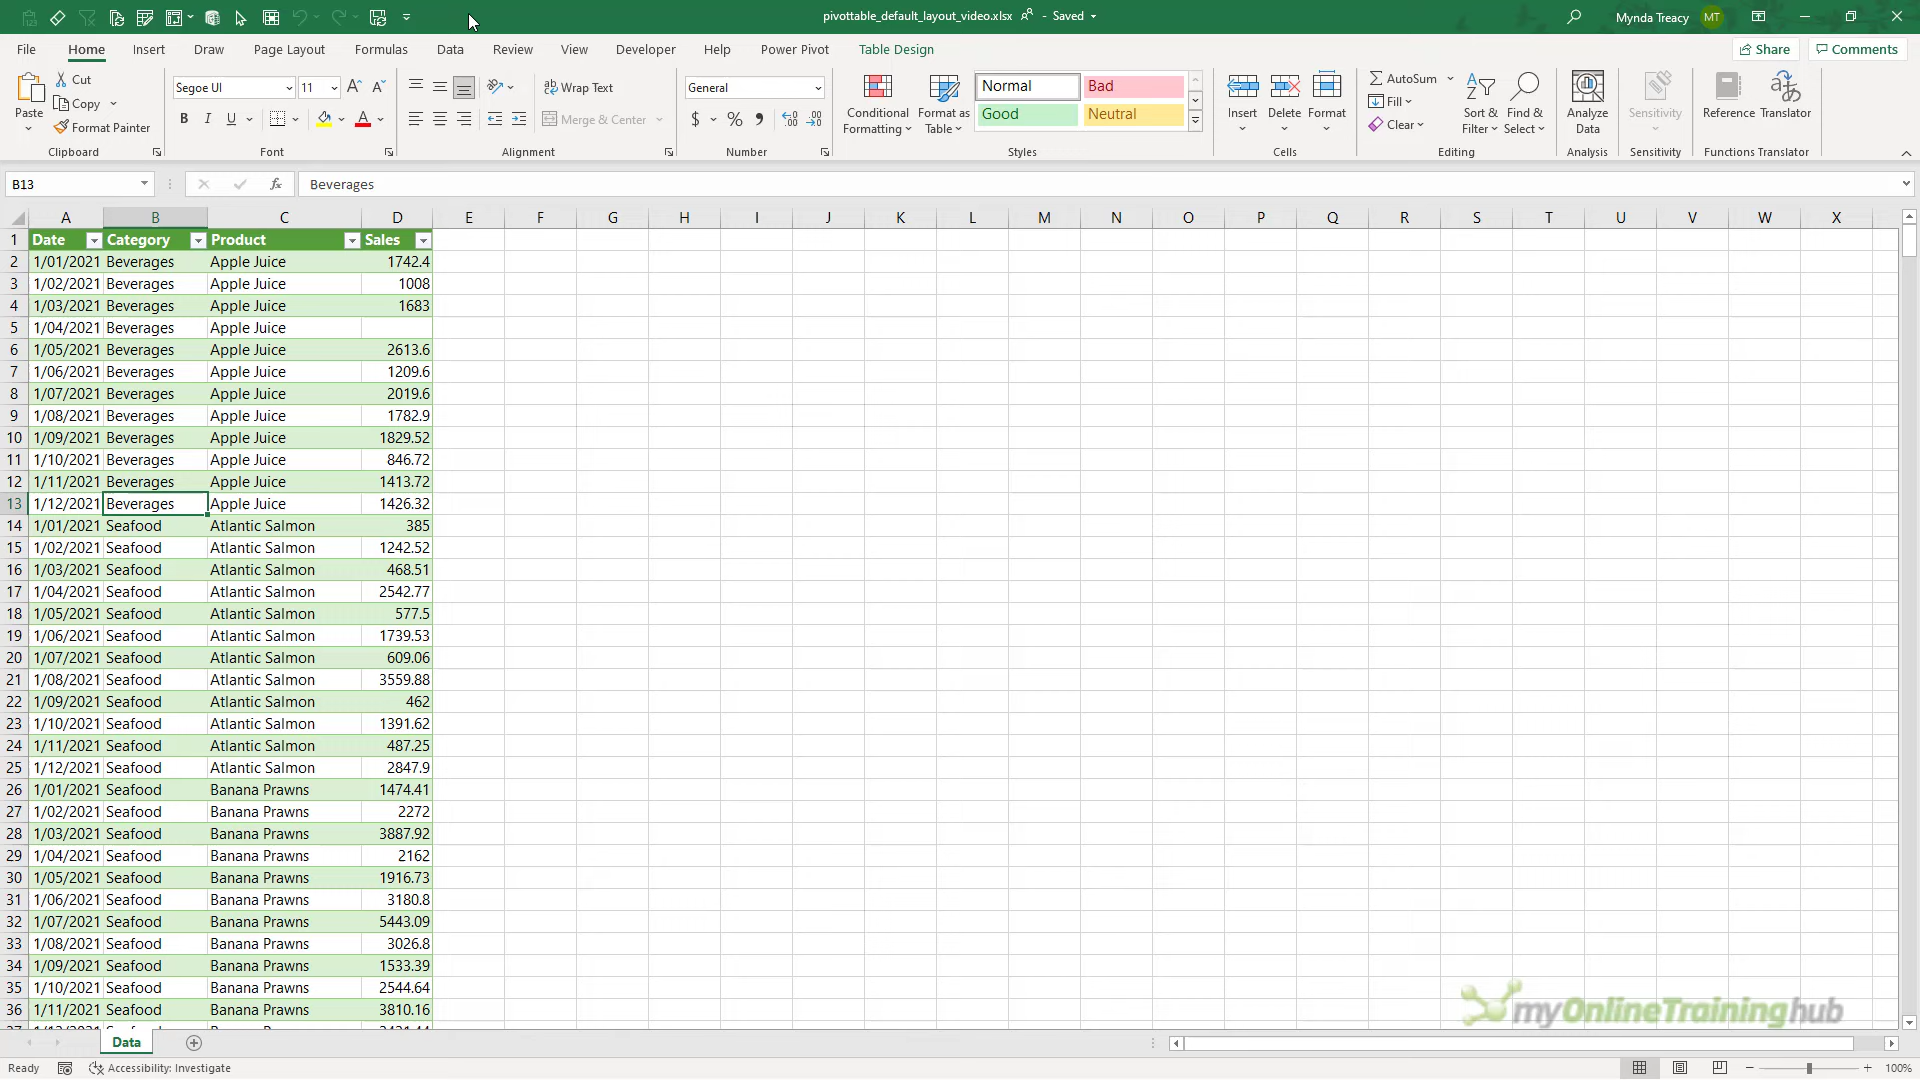 pivottable_default_layout_video.xlsx - Saved Mynda Treacy MT
File Home Insert Draw Page Layout Formulas Data Review View Developer Help Power Pivot Table Design Share Comments
Paste Cut Copy Format Painter Clipboard
Segoe UI 11 B I U A Font
Wrap Text Merge & Center Alignment
General $ % Number
Conditional Formatting Format as Table Normal Bad Good Neutral Styles
Insert Delete Format Cells
AutoSum Fill Clear Sort & Filter Find & Select Editing
Analyze Data Analysis
Sensitivity Sensitivity
Reference Translator Functions Translator
B13 fx Beverages
A B C D E F G H I J K L M N O P Q R S T U V W X
1 Date Category Product Sales
2 1/01/2021 Beverages Apple Juice 1742.4
3 1/02/2021 Beverages Apple Juice 1008
4 1/03/2021 Beverages Apple Juice 1683
5 1/04/2021 Beverages Apple Juice
6 1/05/2021 Beverages Apple Juice 2613.6
7 1/06/2021 Beverages Apple Juice 1209.6
8 1/07/2021 Beverages Apple Juice 2019.6
9 1/08/2021 Beverages Apple Juice 1782.9
10 1/09/2021 Beverages Apple Juice 1829.52
11 1/10/2021 Beverages Apple Juice 846.72
12 1/11/2021 Beverages Apple Juice 1413.72
13 1/12/2021 Beverages Apple Juice 1426.32
14 1/01/2021 Seafood Atlantic Salmon 385
15 1/02/2021 Seafood Atlantic Salmon 1242.52
16 1/03/2021 Seafood Atlantic Salmon 468.51
17 1/04/2021 Seafood Atlantic Salmon 2542.77
18 1/05/2021 Seafood Atlantic Salmon 577.5
19 1/06/2021 Seafood Atlantic Salmon 1739.53
20 1/07/2021 Seafood Atlantic Salmon 609.06
21 1/08/2021 Seafood Atlantic Salmon 3559.88
22 1/09/2021 Seafood Atlantic Salmon 462
23 1/10/2021 Seafood Atlantic Salmon 1391.62
24 1/11/2021 Seafood Atlantic Salmon 487.25
25 1/12/2021 Seafood Atlantic Salmon 2847.9
26 1/01/2021 Seafood Banana Prawns 1474.41
27 1/02/2021 Seafood Banana Prawns 2272
28 1/03/2021 Seafood Banana Prawns 3887.92
29 1/04/2021 Seafood Banana Prawns 2162
30 1/05/2021 Seafood Banana Prawns 1916.73
31 1/06/2021 Seafood Banana Prawns 3180.8
32 1/07/2021 Seafood Banana Prawns 5443.09
33 1/08/2021 Seafood Banana Prawns 3026.8
34 1/09/2021 Seafood Banana Prawns 1533.39
35 1/10/2021 Seafood Banana Prawns 2544.64
36 1/11/2021 Seafood Banana Prawns 3810.16
myOnlineTraininghub
Data
Ready Accessibility: Investigate 100%